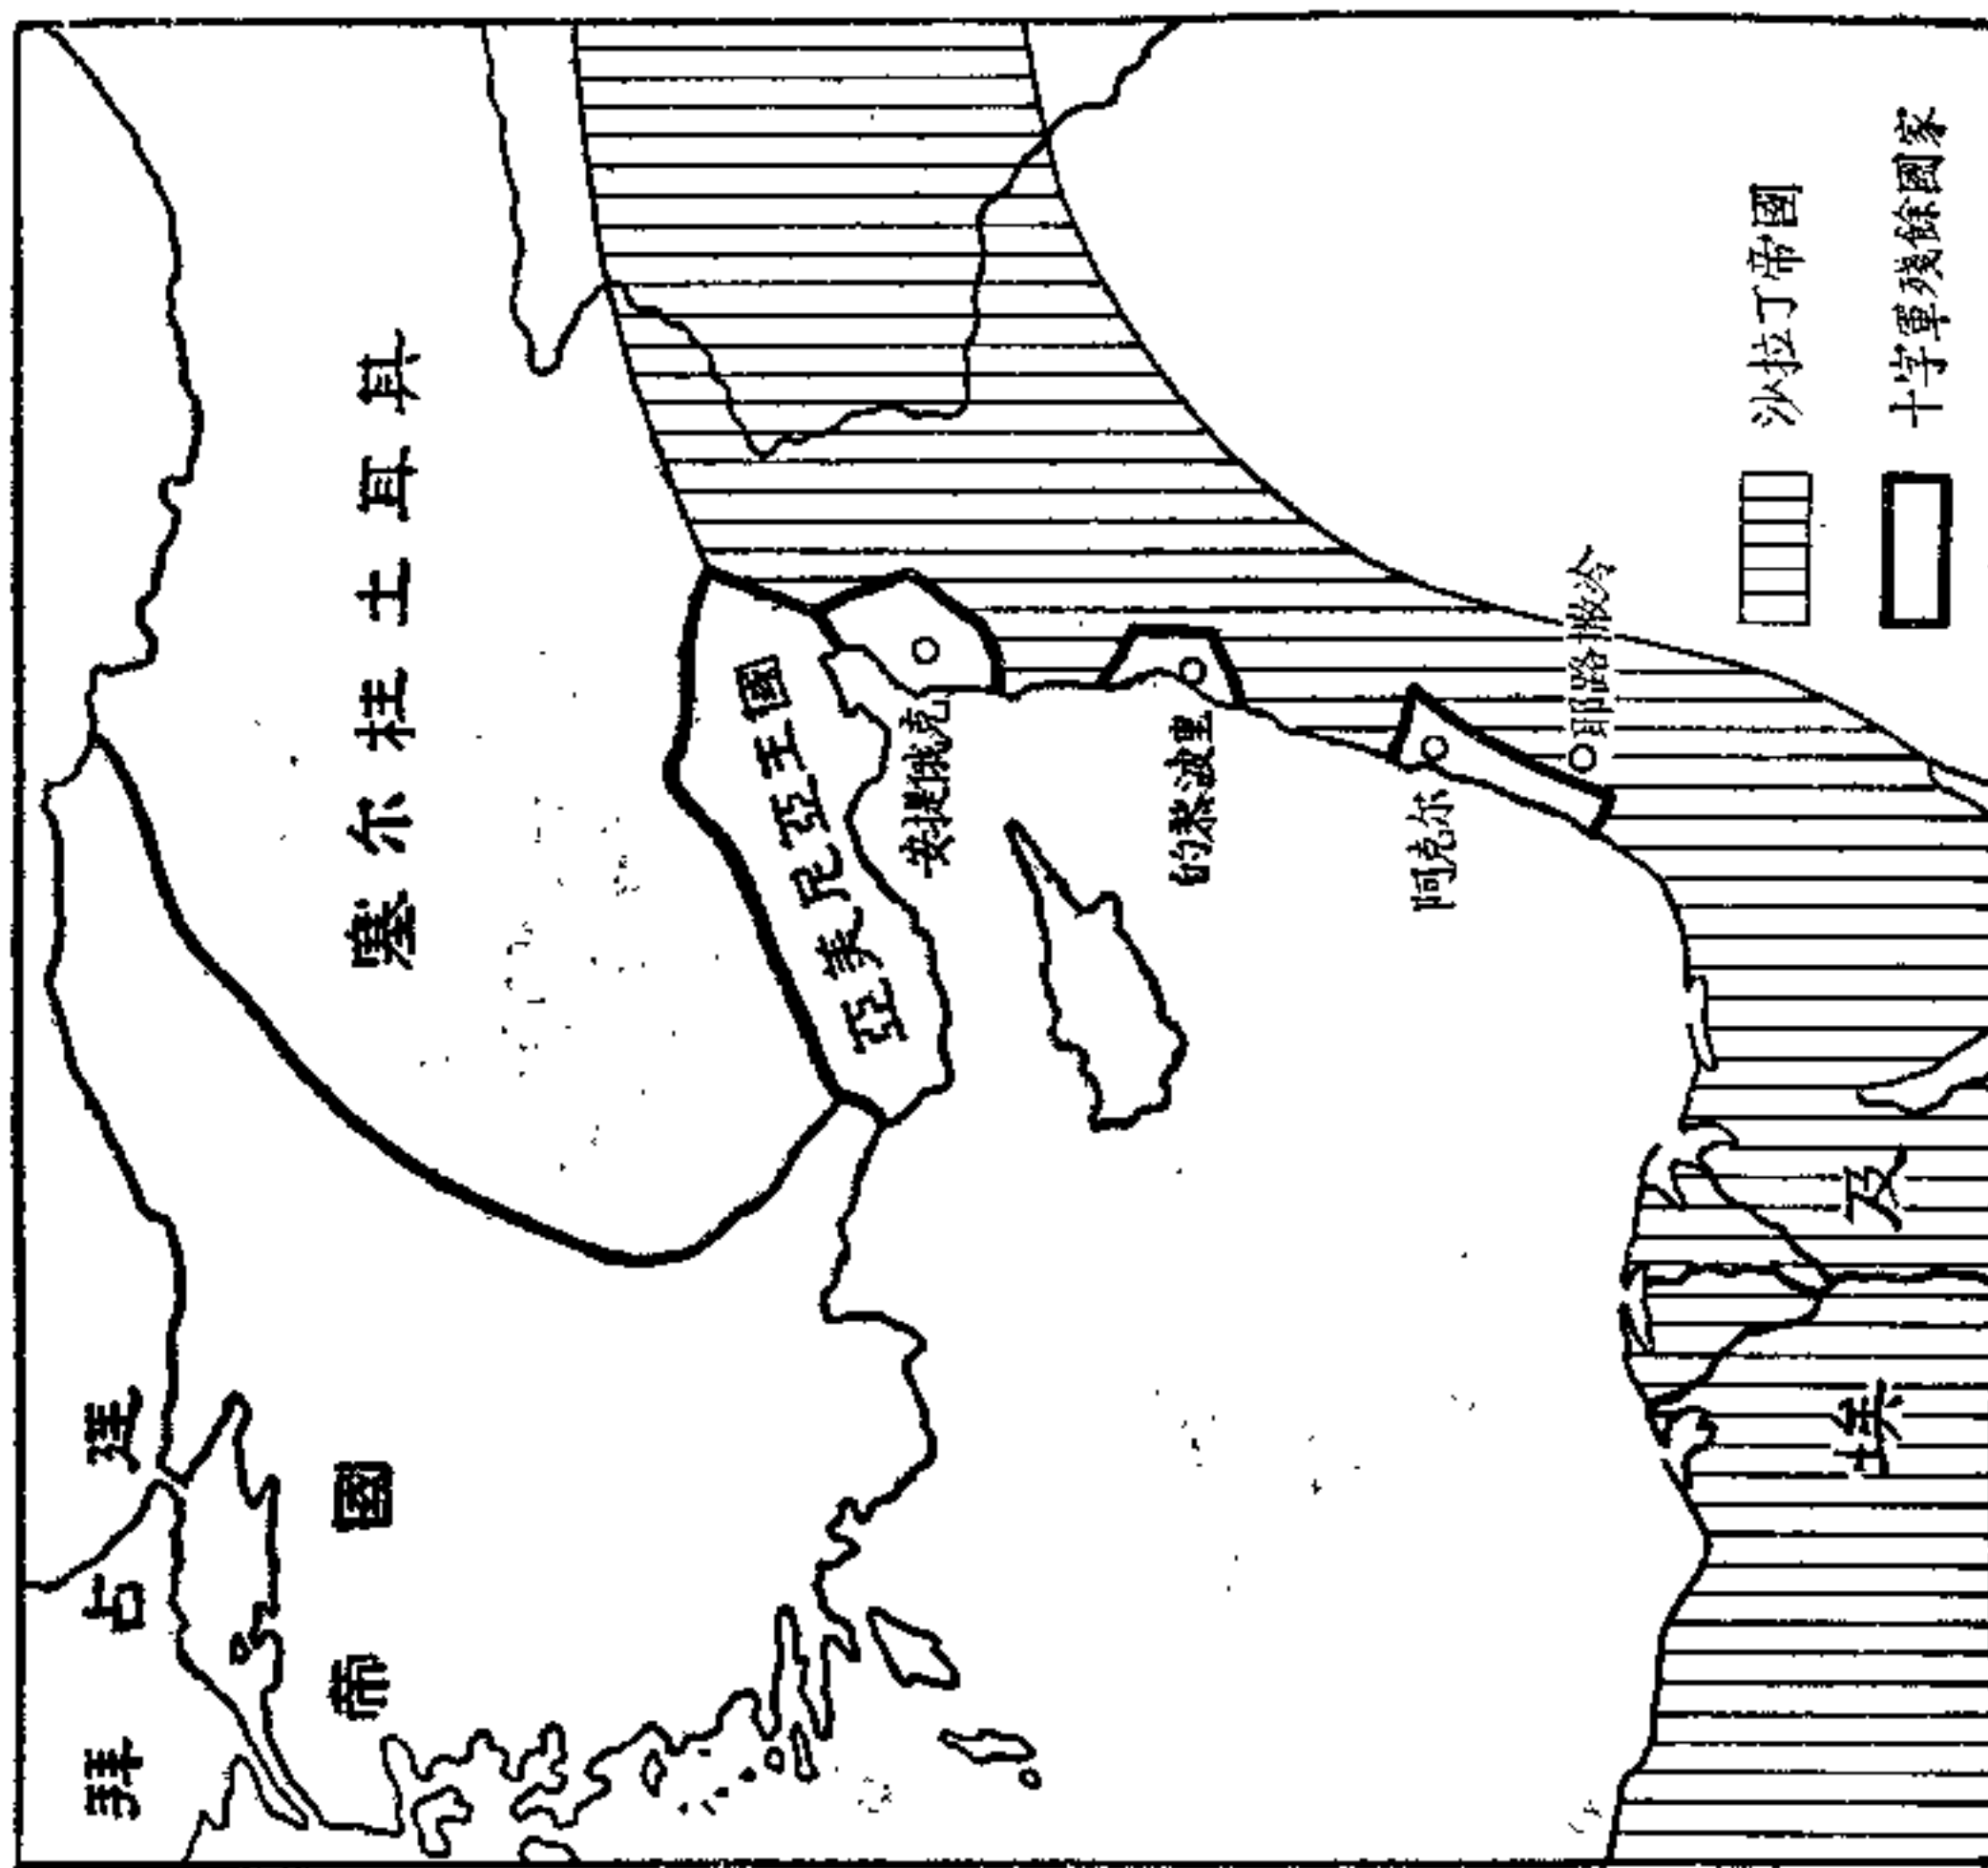 拜占廷
帝國
塞尔柱土耳其
亞美尼亞王國
安提俄克
的黎波里
阿克尔
耶路撒冷
埃及
沙拉丁帝國
十字軍殘餘國家